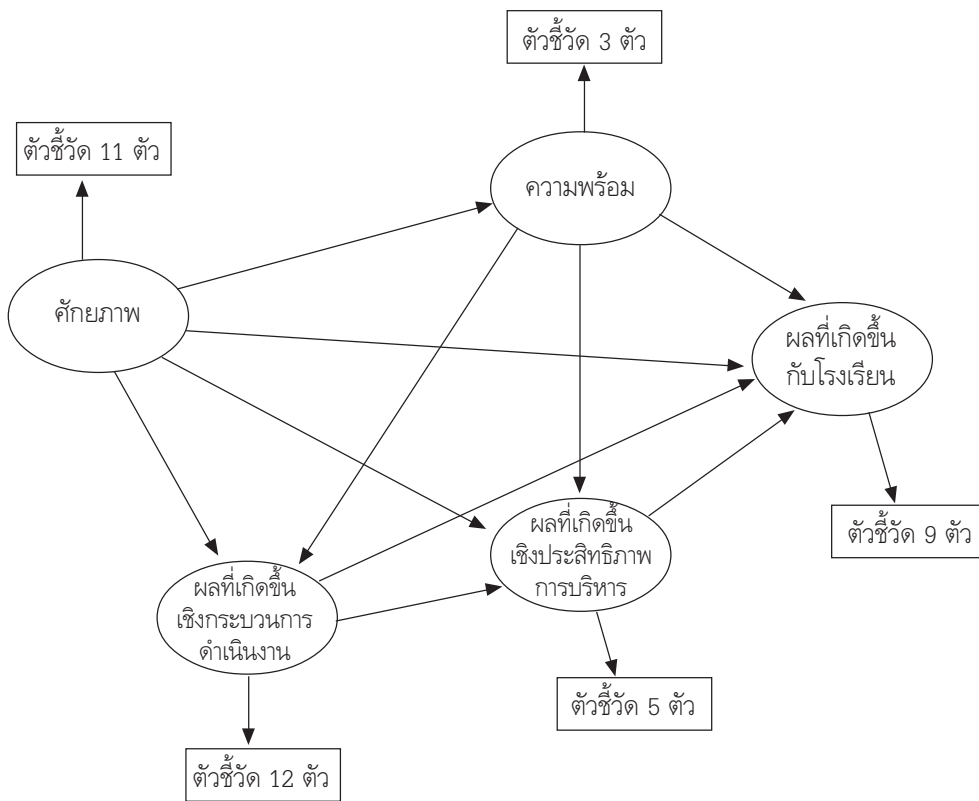 ตัวชี้วัด 3 ตัว
ตัวชี้วัด 11 ตัว
ความพร้อม
ศักยภาพ
ผลที่เกิดขึ้น
กับโรงเรียน
ผลที่เกิดขึ้น
เชิงประสิทธิภาพ
การบริหาร
ตัวชี้วัด 9 ตัว
ผลที่เกิดขึ้น
เชิงกระบวนการ
ดำเนินงาน
ตัวชี้วัด 5 ตัว
ตัวชี้วัด 12 ตัว